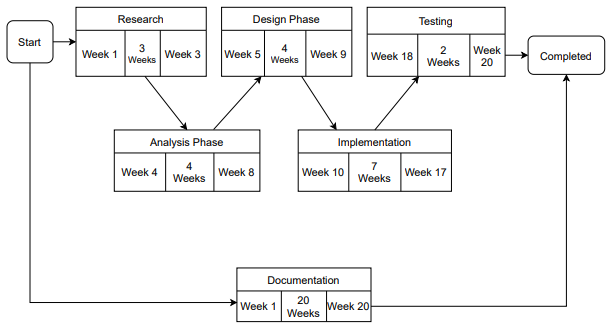 Start
Research
Week 1
3
Weeks
Week 3
Design Phase
Week 5
4
Weeks
Week 9
Testing
Week 18
2
Weeks
Week
20
Completed
Analysis Phase
Week 4
4
Weeks
Week 8
Implementation
Week 10
7
Weeks
Week 17
Documentation
Week 1
20
Weeks
Week 20